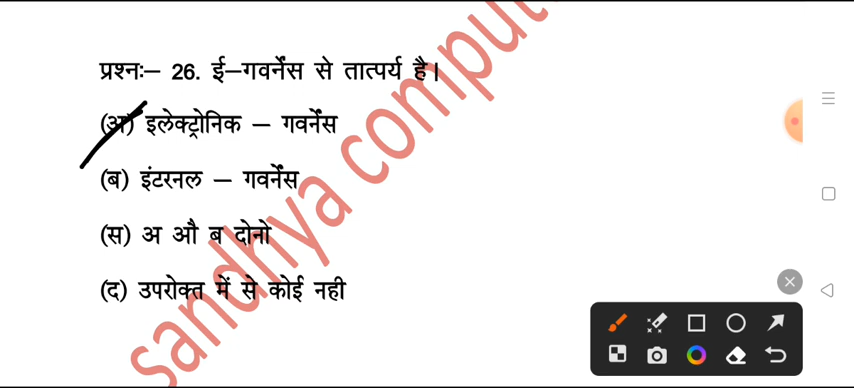 प्रश्नः– 26. ई–गवर्नेंस से तात्पर्य है।
(अ) इलेक्ट्रोनिक – गवर्नेंस
(ब) इंटरनल – गवर्नेंस
(स) अ औ ब दोनो
(द) उपरोक्त में से कोई नही
sandhya comput